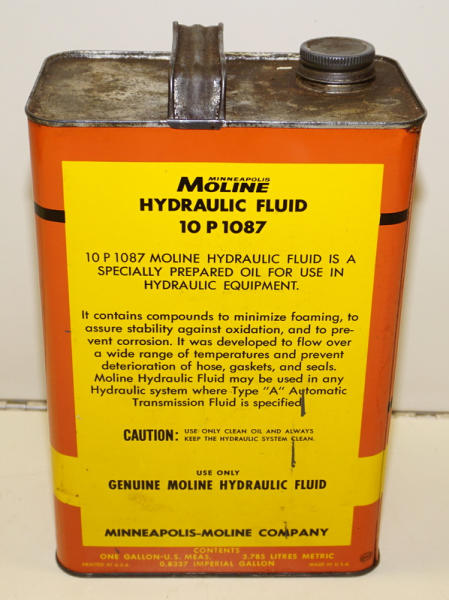 MINNEAPOLIS
MOLINE
HYDRAULIC FLUID
10 P 1087
10 P 1087 MOLINE HYDRAULIC FLUID IS A
SPECIALLY PREPARED OIL FOR USE IN
HYDRAULIC EQUIPMENT.
It contains compounds to minimize foaming, to
assure stability against oxidation, and to pre-
vent corrosion. It was developed to flow over
a wide range of temperatures and prevent
deterioration of hose, gaskets, and seals.
Moline Hydraulic Fluid may be used in any
Hydraulic system where Type "A" Automatic
Transmission Fluid is specified.
CAUTION: USE ONLY CLEAN OIL AND ALWAYS
KEEP THE HYDRAULIC SYSTEM CLEAN.
USE ONLY
GENUINE MOLINE HYDRAULIC FLUID
MINNEAPOLIS-MOLINE COMPANY
CONTENTS
ONE GALLON-U.S. MEAS. 3.785 LITRES METRIC
0.8327 IMPERIAL GALLON
PRINTED IN U.S.A. MADE IN U.S.A.